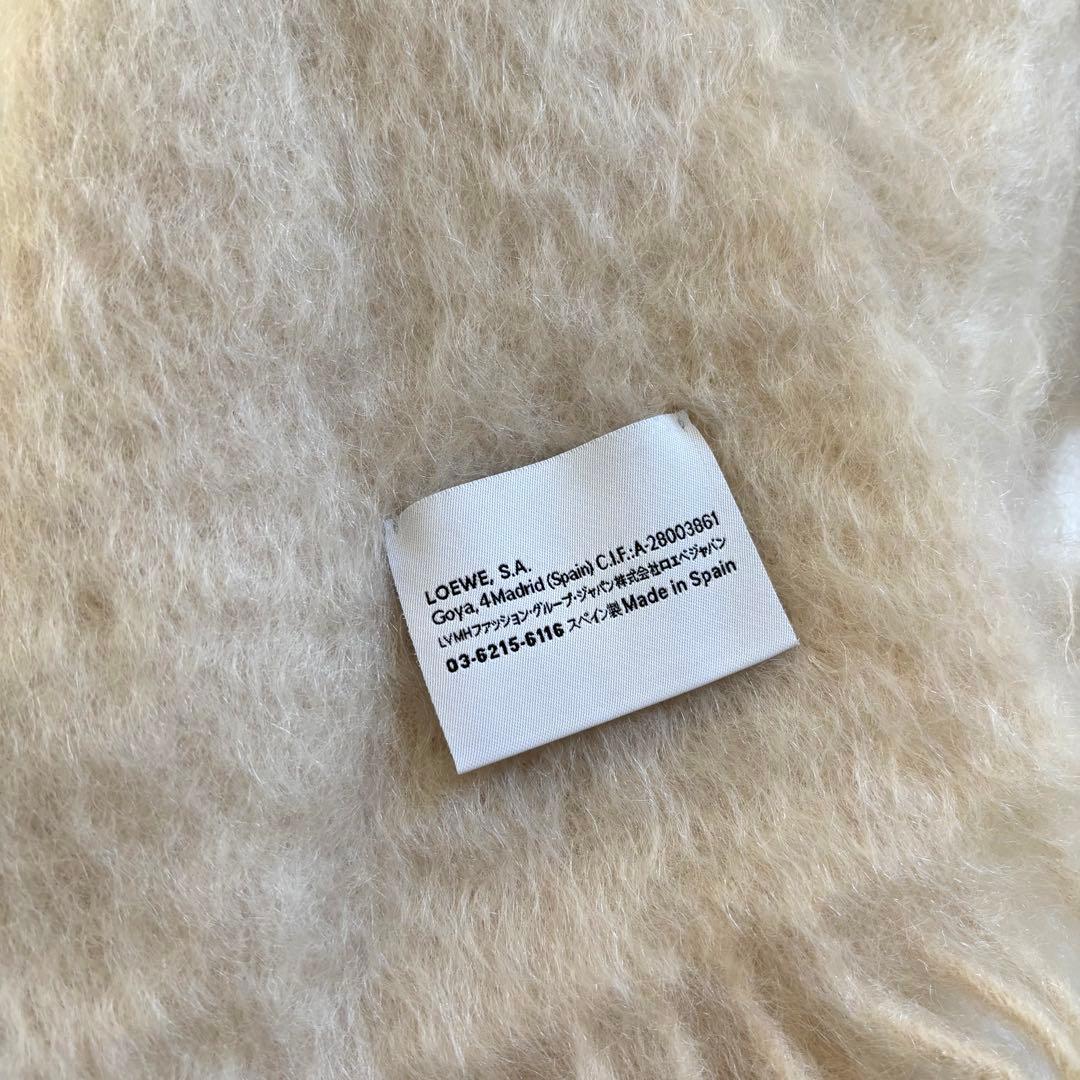 LOEWE, S.A.
Goya, 4 Madrid (Spain) C.I.F.:A-28003861
LVMHファッション・グループ・ジャパン株式会社ロエベジャパン
03-6215-6116 スペイン製 Made in Spain